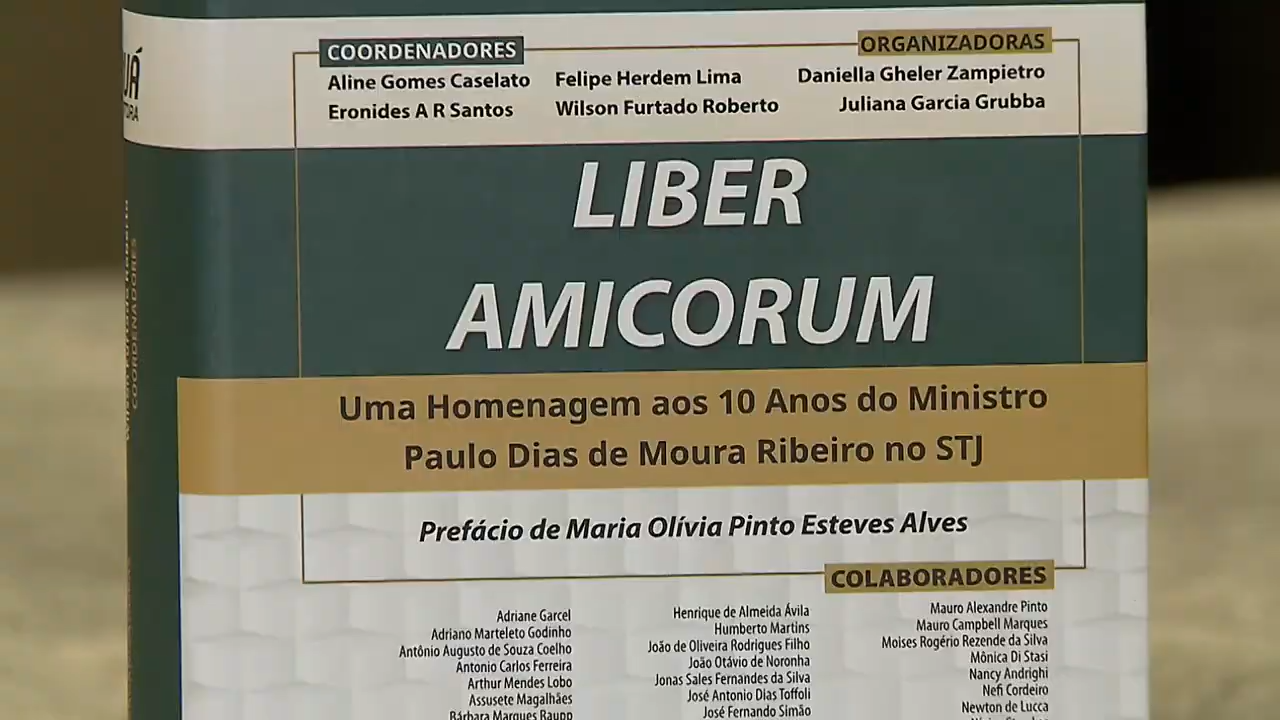 COORDENADORES
Aline Gomes Caselato
Eronides A R Santos
Felipe Herdem Lima
Wilson Furtado Roberto
ORGANIZADORAS
Daniella Gheler Zampietro
Juliana Garcia Grubba
LIBER
AMICORUM
Uma Homenagem aos 10 Anos do Ministro
Paulo Dias de Moura Ribeiro no STJ
Prefácio de Maria Olívia Pinto Esteves Alves
COLABORADORES
Adriane Garcel
Adriano Marteleto Godinho
Antônio Augusto de Souza Coelho
Antonio Carlos Ferreira
Arthur Mendes Lobo
Assusete Magalhães
Bárbara Marques Raupp
Henrique de Almeida Ávila
Humberto Martins
João de Oliveira Rodrigues Filho
João Otávio de Noronha
Jonas Sales Fernandes da Silva
José Antonio Dias Toffoli
José Fernando Simão
Mauro Alexandre Pinto
Mauro Campbell Marques
Moises Rogério Rezende da Silva
Mônica Di Stasi
Nancy Andrighi
Nefi Cordeiro
Newton de Lucca
COORDENADORES